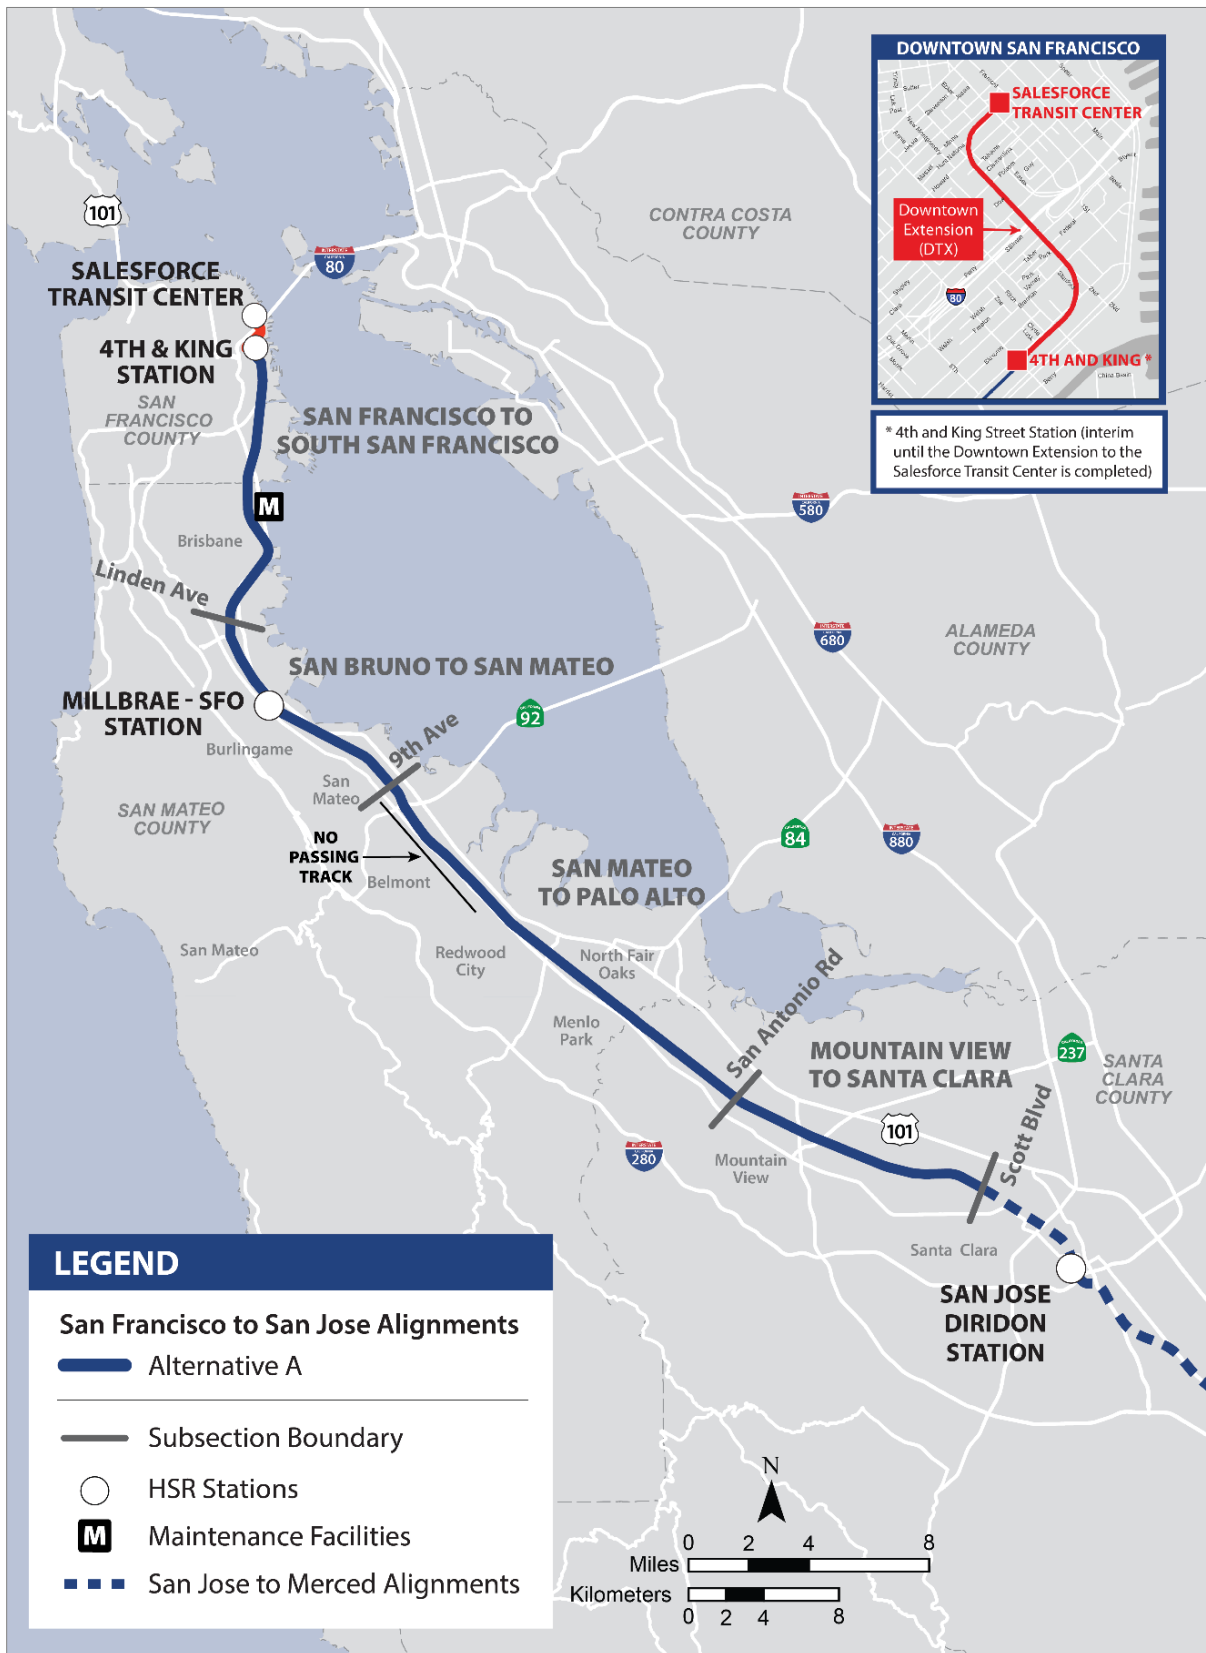 DOWNTOWN SAN FRANCISCO
SALESFORCE
TRANSIT CENTER
Downtown
Extension
(DTX)
80
4TH AND KING *
* 4th and King Street Station (interim
until the Downtown Extension to the
Salesforce Transit Center is completed)
101
CONTRA COSTA
COUNTY
80
SALESFORCE
TRANSIT CENTER
4TH & KING
STATION
SAN
FRANCISCO
COUNTY
SAN FRANCISCO TO
SOUTH SAN FRANCISCO
M
580
Brisbane
Linden Ave
680
ALAMEDA
COUNTY
SAN BRUNO TO SAN MATEO
MILLBRAE - SFO
STATION
92
9th Ave
Burlingame
San
Mateo
SAN MATEO
COUNTY
84
880
NO
PASSING
TRACK
Belmont
SAN MATEO
TO PALO ALTO
San Mateo
Redwood
City
North Fair
Oaks
San Antonio Rd
Menlo
Park
MOUNTAIN VIEW
TO SANTA CLARA
237
SANTA
CLARA
COUNTY
101
Scott Blvd
280
Mountain
View
Santa Clara
SAN JOSE
DIRIDON
STATION
LEGEND
San Francisco to San Jose Alignments
Alternative A
Subsection Boundary
HSR Stations
M Maintenance Facilities
San Jose to Merced Alignments
N
0 2 4 8
Miles
Kilometers
0 2 4 8